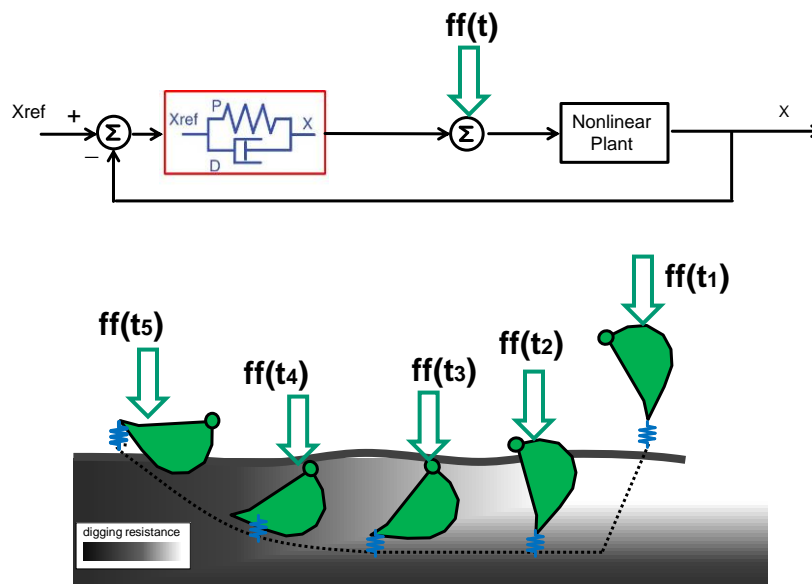 ff(t)
Xref
+
Σ
−
P
Xref
X
D
Σ
Nonlinear
Plant
X
ff(t1)
ff(t5)
ff(t2)
ff(t4)
ff(t3)
digging resistance